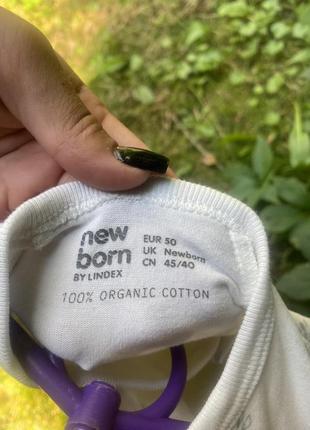 new born
BY LINDEX
EUR 50
UK Newborn
CN 45/40
100% ORGANIC COTTON